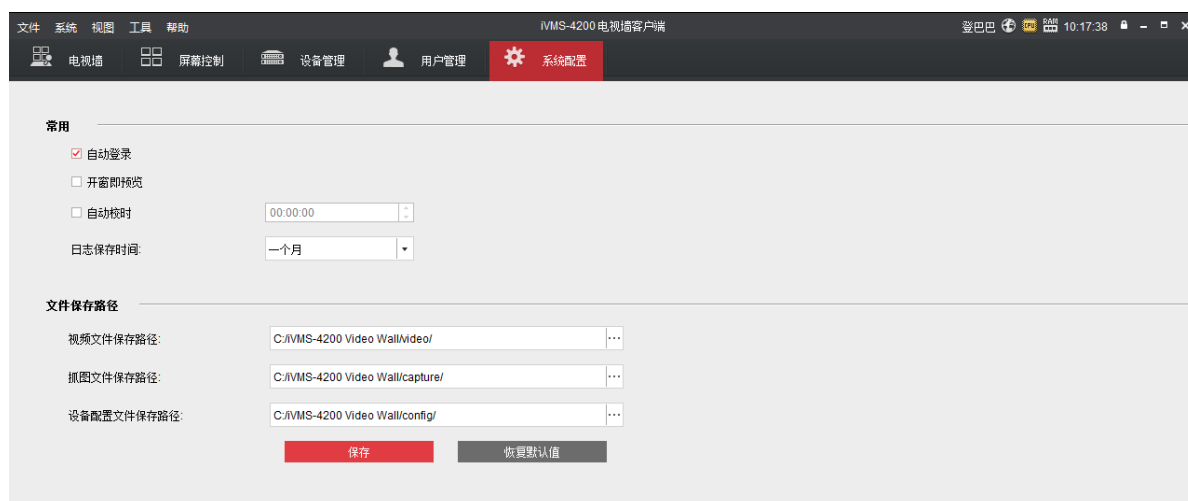 文件 系统 视图 工具 帮助 iVMS-4200 电视墙客户端 登巴巴 CPU RAM 10:17:38
电视墙 屏幕控制 设备管理 用户管理 系统配置
常用
自动登录
开窗即预览
自动校时 00:00:00
日志保存时间: 一个月
文件保存路径
视频文件保存路径: C:/iVMS-4200 Video Wall/video/ ...
抓图文件保存路径: C:/iVMS-4200 Video Wall/capture/ ...
设备配置文件保存路径: C:/iVMS-4200 Video Wall/config/ ...
保存 恢复默认值